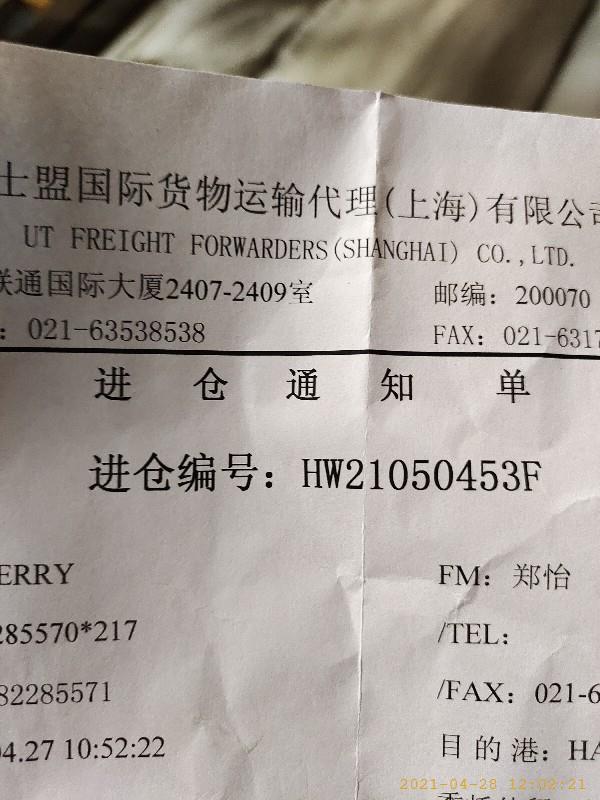 士盟国际货物运输代理(上海)有限公司
UT FREIGHT FORWARDERS(SHANGHAI) CO.,LTD.
联通国际大厦2407-2409室 邮编：200070
：021-63538538 FAX：021-6317
进 仓 通 知 单
进仓编号：HW21050453F
ERRY FM：郑怡
285570*217 /TEL：
82285571 /FAX：021-6
04.27 10:52:22 目的港：HA
2021-04-28 12:02:21